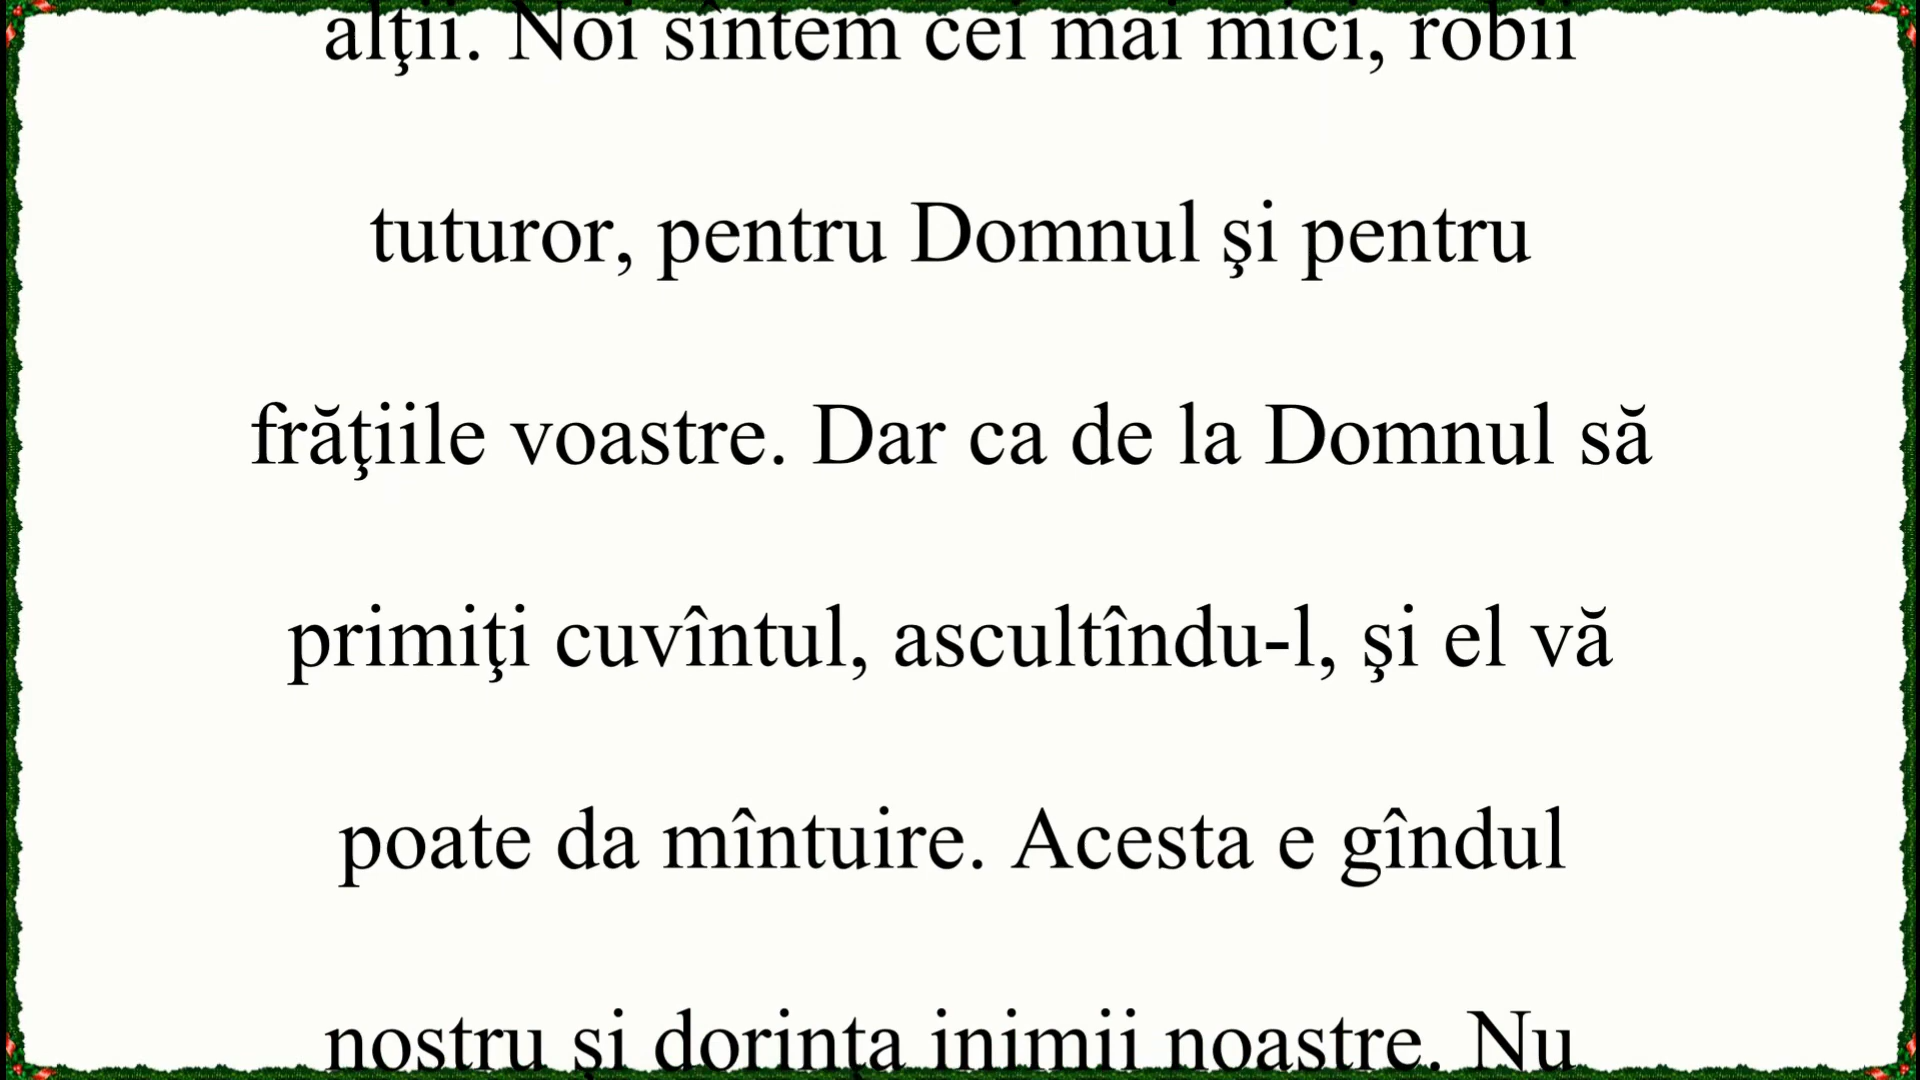 alţii. Noi sîntem cei mai mici, robii
tuturor, pentru Domnul şi pentru
frăţiile voastre. Dar ca de la Domnul să
primiţi cuvîntul, ascultîndu-l, şi el vă
poate da mîntuire. Acesta e gîndul
nostru şi dorinţa inimii noastre. Nu